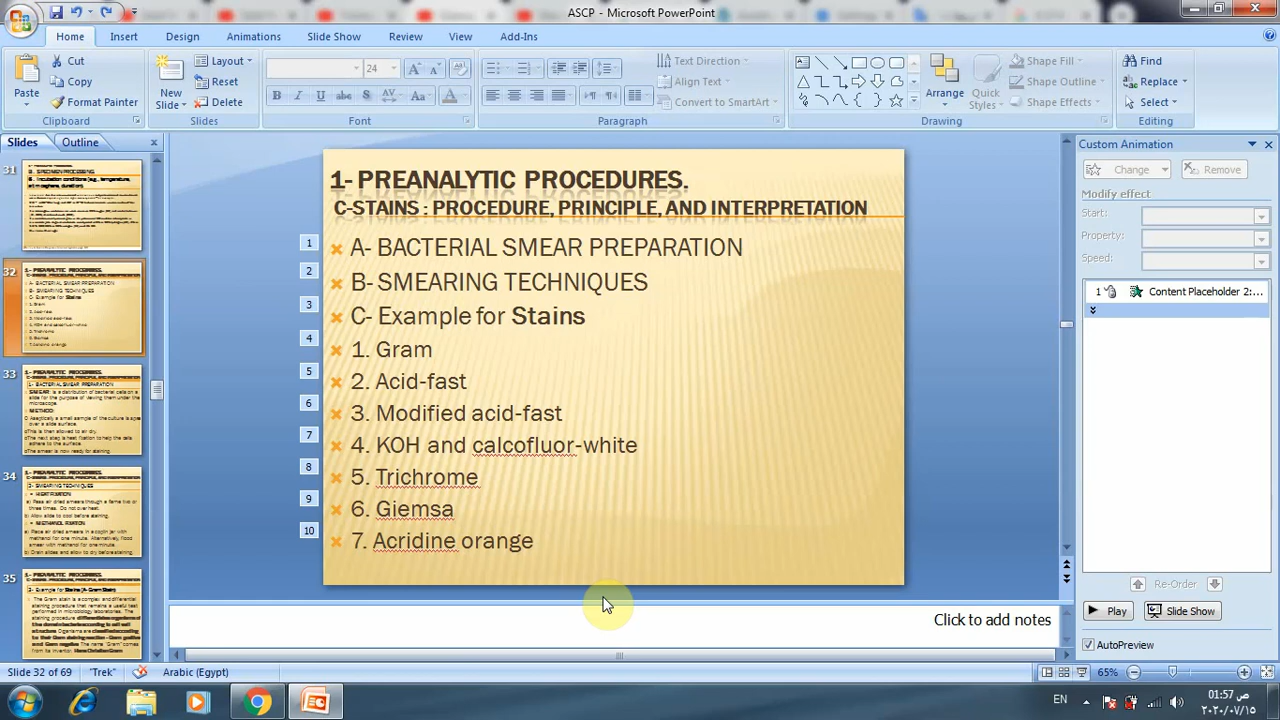 ASCP - Microsoft PowerPoint
Home Insert Design Animations Slide Show Review View Add-Ins
Paste Cut Copy Format Painter Clipboard
New Slide Layout Reset Delete Slides
24 Font
Paragraph Text Direction Align Text Convert to SmartArt
Arrange Quick Styles Shape Fill Shape Outline Shape Effects Drawing
Find Replace Select Editing
Slides Outline
31
32
33
34
35
1- PREANALYTIC PROCEDURES.
C-STAINS : PROCEDURE, PRINCIPLE, AND INTERPRETATION
1 A- BACTERIAL SMEAR PREPARATION
2 B- SMEARING TECHNIQUES
3 C- Example for Stains
4 1. Gram
5 2. Acid-fast
6 3. Modified acid-fast
7 4. KOH and calcofluor-white
8 5. Trichrome
9 6. Giemsa
10 7. Acridine orange
Click to add notes
Custom Animation
Change Remove
Modify effect
Start:
Property:
Speed:
1 Content Placeholder 2:...
Re-Order
Play Slide Show
AutoPreview
Slide 32 of 69 "Trek" Arabic (Egypt) 65%
EN
01:57 ص
٢٠٢٠/٠٧/١٥